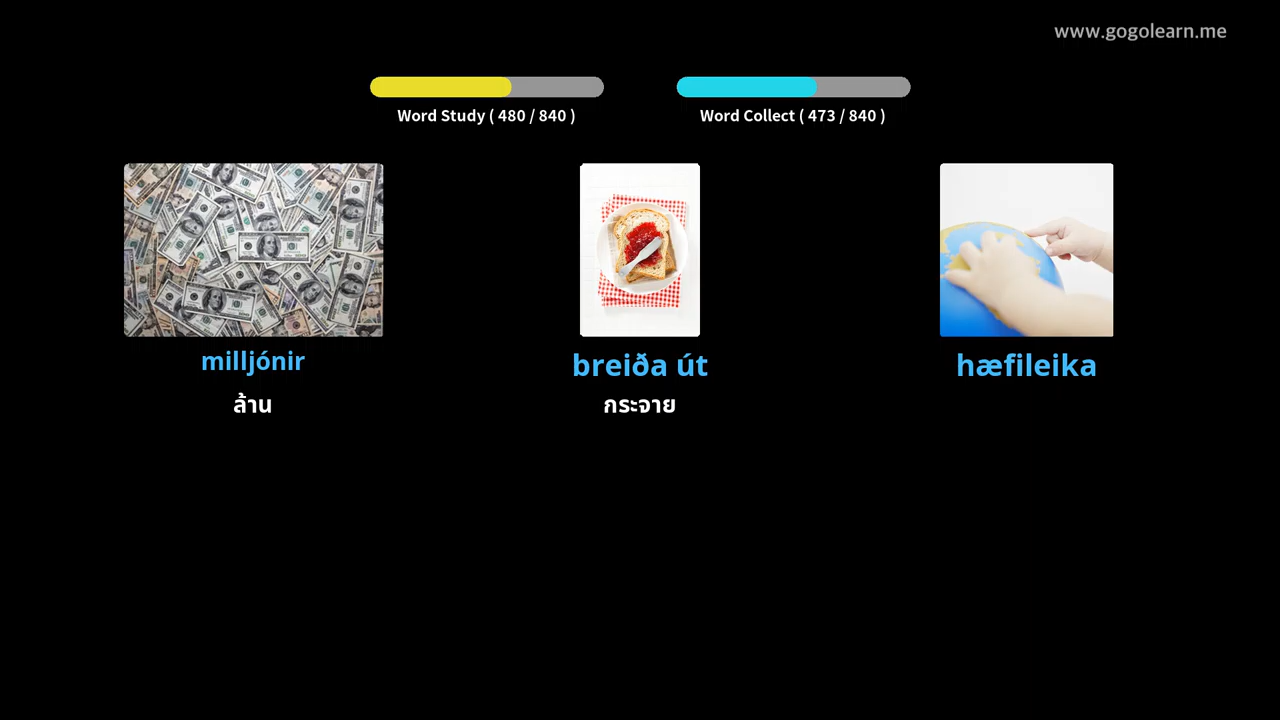 www.gogolearn.me
Word Study ( 480 / 840 )
Word Collect ( 473 / 840 )
milljónir
breiða út
hæfileika
ล้าน
กระจาย